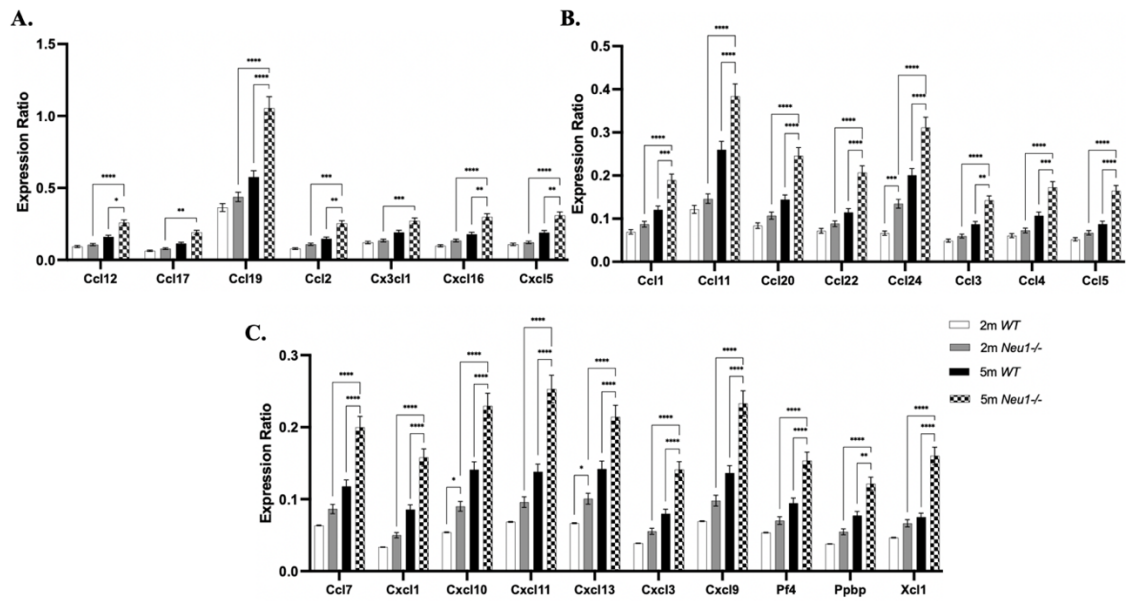 A.
Expression Ratio
1.5
1.0
0.5
0.0
**** *
**
**** ****
*** **
***
**** **
**** **
Ccl12 Ccl17 Ccl19 Ccl2 Cx3cl1 Cxcl16 Cxcl5
B.
Expression Ratio
0.5
0.4
0.3
0.2
0.1
0.0
**** ***
**** ****
**** ****
**** ****
*** **** ****
**** **
**** ***
**** ****
Ccl1 Ccl11 Ccl20 Ccl22 Ccl24 Ccl3 Ccl4 Ccl5
C.
Expression Ratio
0.3
0.2
0.1
0.0
**** ****
**** ****
* **** ****
**** ****
* **** ****
**** ****
**** ****
**** ****
**** **
**** ****
Ccl7 Cxcl1 Cxcl10 Cxcl11 Cxcl13 Cxcl3 Cxcl9 Pf4 Ppbp Xcl1
2m WT
2m Neu1-/-
5m WT
5m Neu1-/-